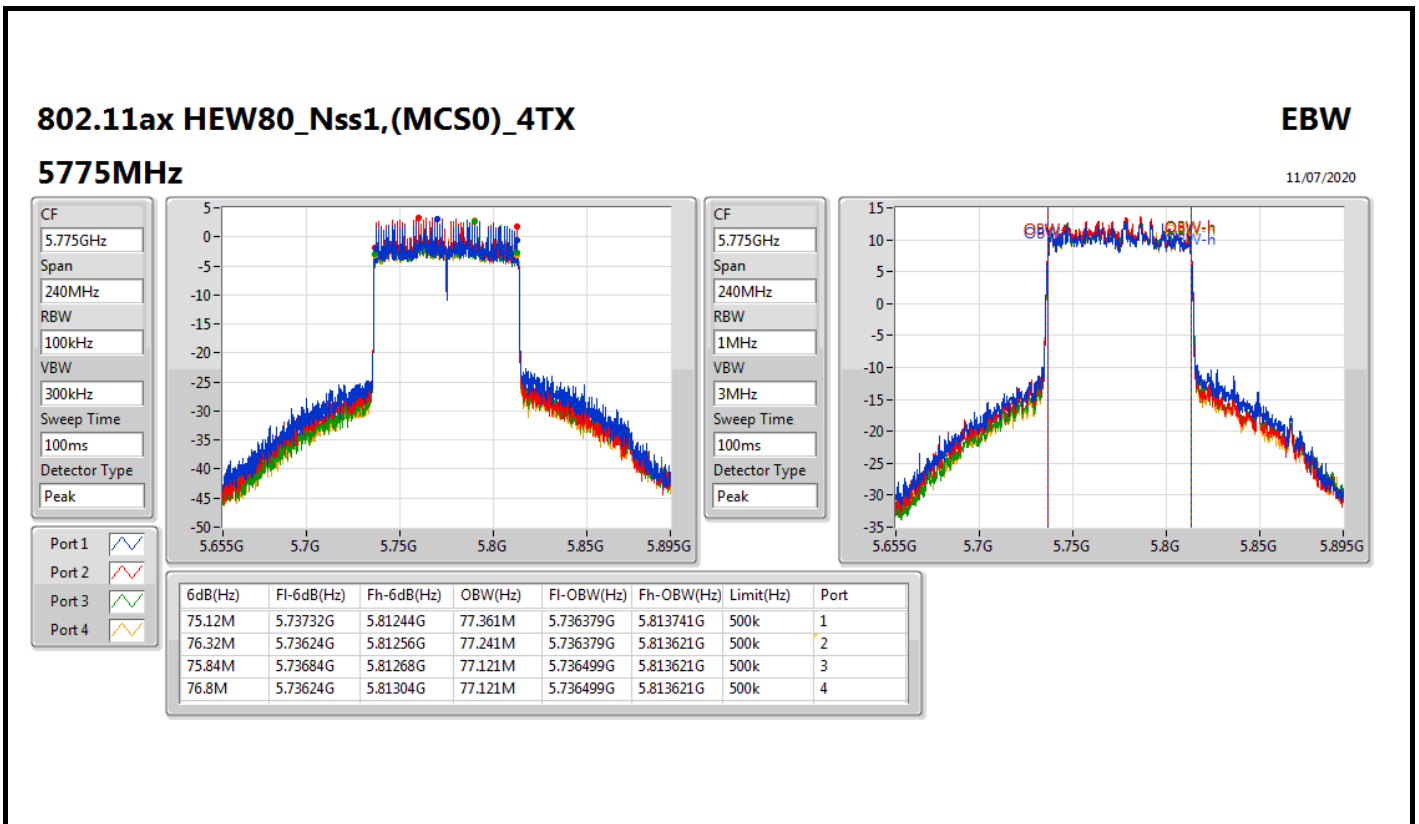 802.11ax HEW80_Nss1,(MCS0)_4TX
EBW
5775MHz
11/07/2020
CF
5.775GHz
Span
240MHz
RBW
100kHz
VBW
300kHz
Sweep Time
100ms
Detector Type
Peak
5
0
-5
-10
-15
-20
-25
-30
-35
-40
-45
-50
5.655G 5.7G 5.75G 5.8G 5.85G 5.895G
CF
5.775GHz
Span
240MHz
RBW
1MHz
VBW
3MHz
Sweep Time
100ms
Detector Type
Peak
15
10
5
0
-5
-10
-15
-20
-25
-30
-35
OBW-h
5.655G 5.7G 5.75G 5.8G 5.85G 5.895G
Port 1
Port 2
Port 3
Port 4
6dB(Hz) Fl-6dB(Hz) Fh-6dB(Hz) OBW(Hz) Fl-OBW(Hz) Fh-OBW(Hz) Limit(Hz) Port
75.12M 5.73732G 5.81244G 77.361M 5.736379G 5.813741G 500k 1
76.32M 5.73624G 5.81256G 77.241M 5.736379G 5.813621G 500k 2
75.84M 5.73684G 5.81268G 77.121M 5.736499G 5.813621G 500k 3
76.8M 5.73624G 5.81304G 77.121M 5.736499G 5.813621G 500k 4